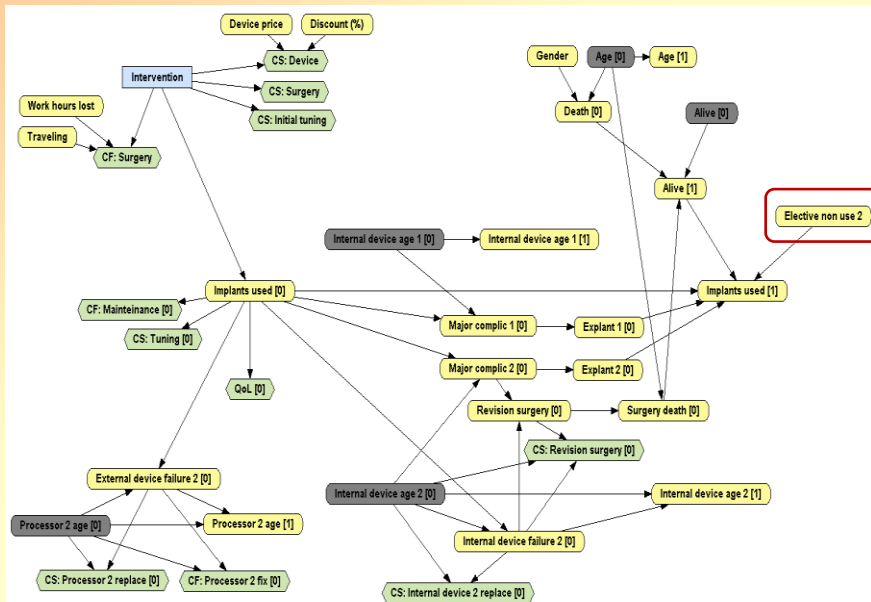 Device price
Discount (%)
CS: Device
Gender
Age [0]
Age [1]
Intervention
CS: Surgery
Work hours lost
CS: Initial tuning
Death [0]
Alive [0]
Traveling
CF: Surgery
Alive [1]
Elective non use 2
Internal device age 1 [0]
Internal device age 1 [1]
Implants used [0]
Implants used [1]
CF: Mainteinance [0]
CS: Tuning [0]
Major complic 1 [0]
Explant 1 [0]
Major complic 2 [0]
Explant 2 [0]
QoL [0]
Revision surgery [0]
Surgery death [0]
CS: Revision surgery [0]
External device failure 2 [0]
Internal device age 2 [0]
Internal device age 2 [1]
Processor 2 age [0]
Processor 2 age [1]
Internal device failure 2 [0]
CS: Processor 2 replace [0]
CF: Processor 2 fix [0]
CS: Internal device 2 replace [0]